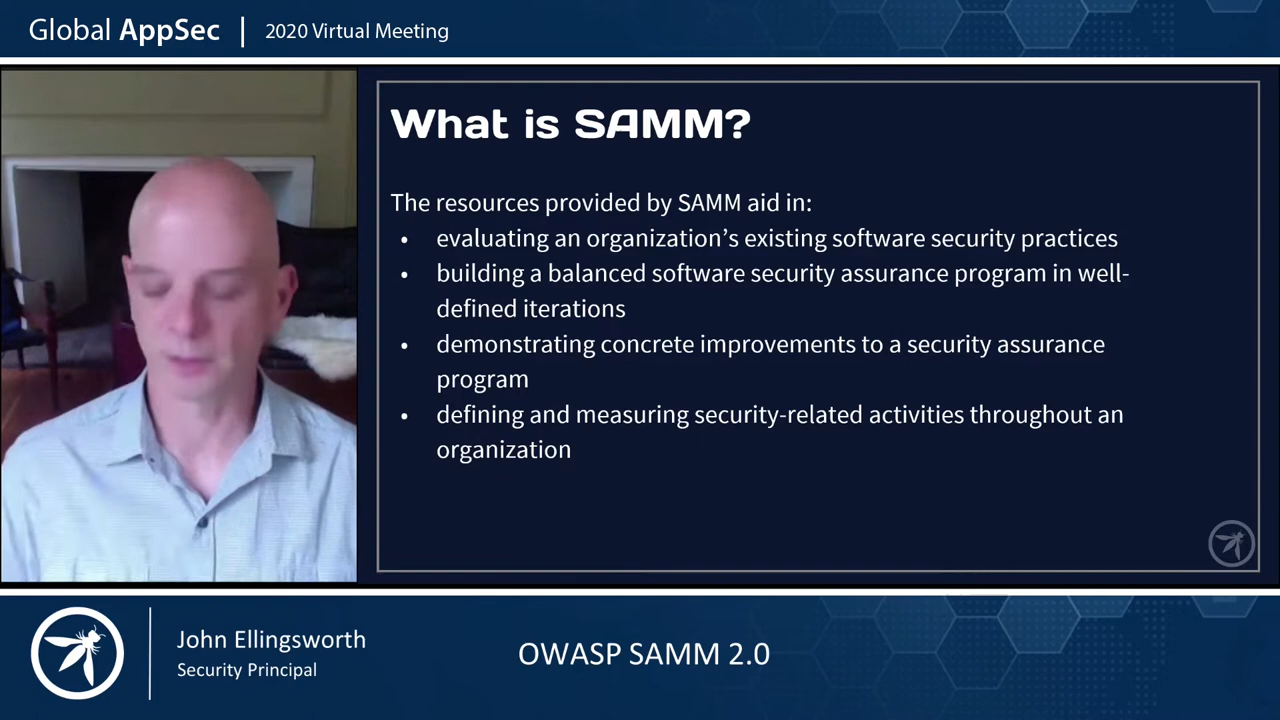 Global AppSec | 2020 Virtual Meeting
What is SAMM?
The resources provided by SAMM aid in:
• evaluating an organization’s existing software security practices
• building a balanced software security assurance program in well-
defined iterations
• demonstrating concrete improvements to a security assurance
program
• defining and measuring security-related activities throughout an
organization
John Ellingsworth
Security Principal
OWASP SAMM 2.0